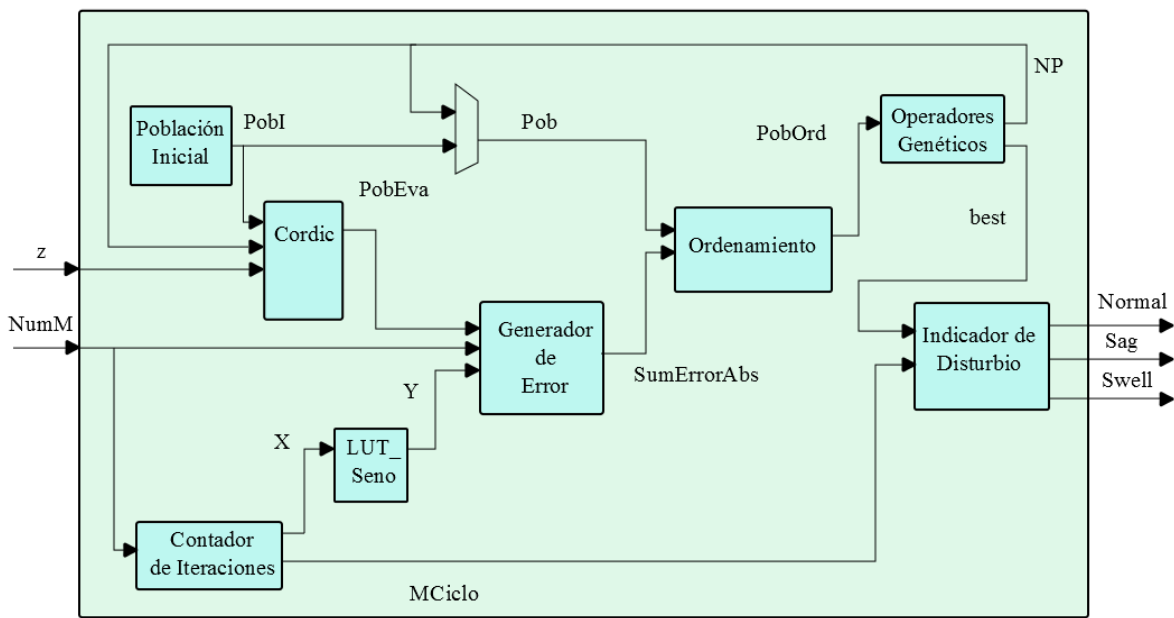 NP
Población
Inicial
PobI
Pob
PobOrd
Operadores
Genéticos
PobEva
Cordic
best
Ordenamiento
z
NumM
Generador
de
Error
SumErrorAbs
Indicador de
Disturbio
Normal
Sag
Swell
Y
X
LUT_
Seno
Contador
de Iteraciones
MCiclo